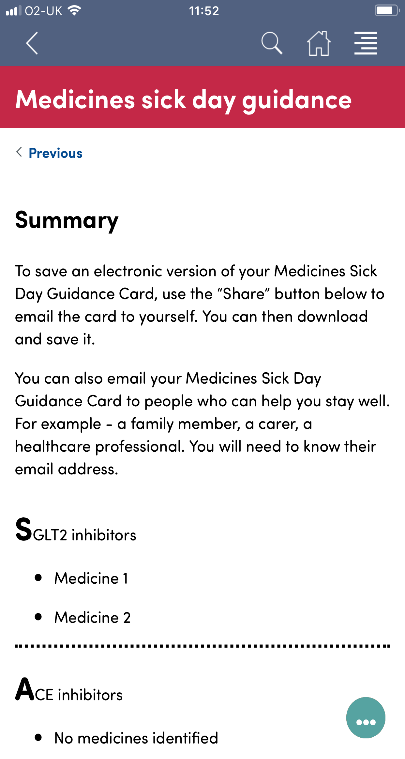 O2-UK 11:52
Medicines sick day guidance
Previous
Summary
To save an electronic version of your Medicines Sick
Day Guidance Card, use the “Share” button below to
email the card to yourself. You can then download
and save it.
You can also email your Medicines Sick Day
Guidance Card to people who can help you stay well.
For example - a family member, a carer, a
healthcare professional. You will need to know their
email address.
SGLT2 inhibitors
• Medicine 1
• Medicine 2
ACE inhibitors
• No medicines identified